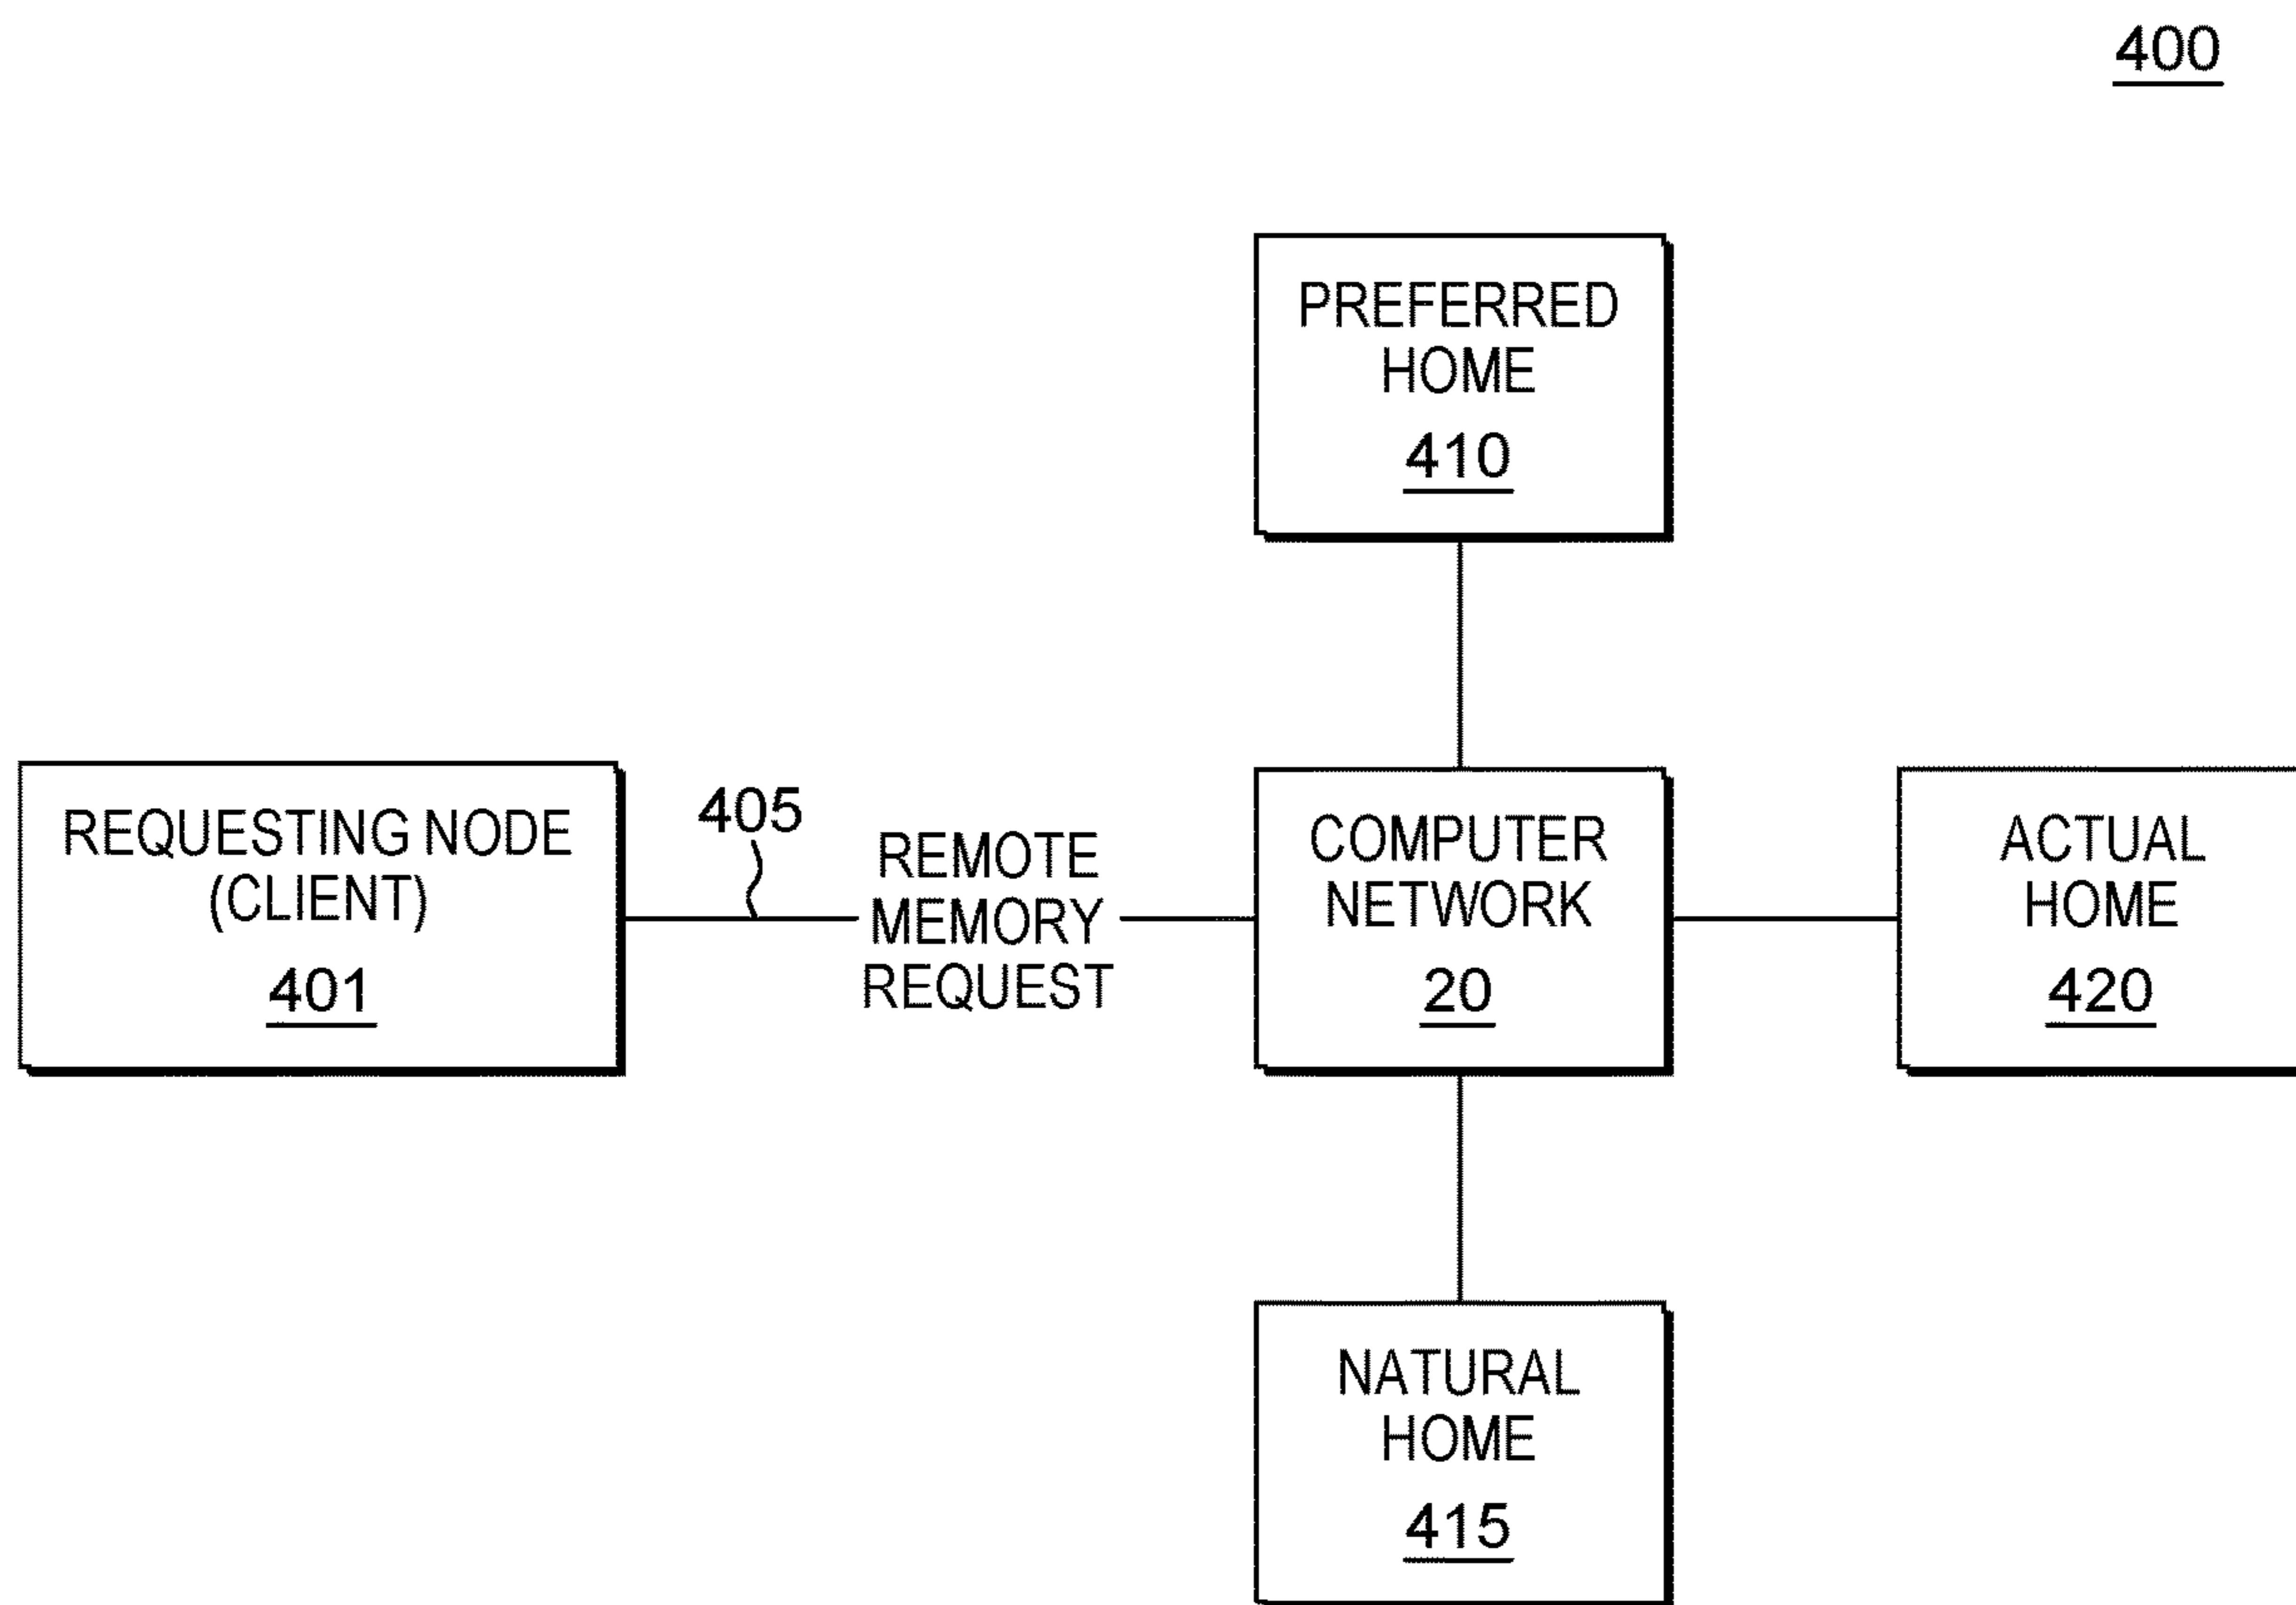 400
PREFERRED
HOME
410
REQUESTING NODE
(CLIENT)
401
405
REMOTE
MEMORY
REQUEST
COMPUTER
NETWORK
20
ACTUAL
HOME
420
NATURAL
HOME
415